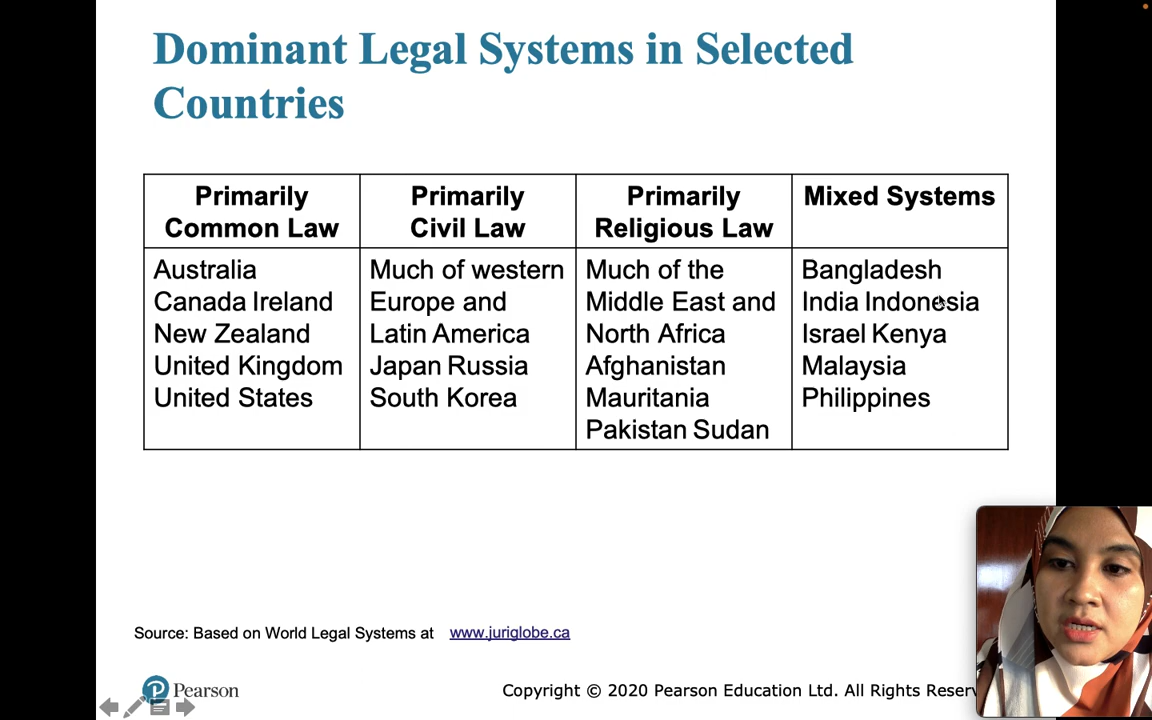 Dominant Legal Systems in Selected
Countries
Primarily
Common Law
Primarily
Civil Law
Primarily
Religious Law
Mixed Systems
Australia
Canada Ireland
New Zealand
United Kingdom
United States
Much of western
Europe and
Latin America
Japan Russia
South Korea
Much of the
Middle East and
North Africa
Afghanistan
Mauritania
Pakistan Sudan
Bangladesh
India Indonesia
Israel Kenya
Malaysia
Philippines
Source: Based on World Legal Systems at www.juriglobe.ca
P Pearson
Copyright © 2020 Pearson Education Ltd. All Rights Reserv